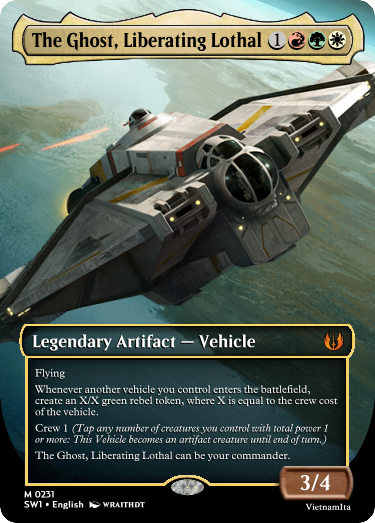 The Ghost, Liberating Lothal 1
Legendary Artifact — Vehicle
Flying
Whenever another vehicle you control enters the battlefield,
create an X/X green rebel token, where X is equal to the crew cost
of the vehicle.
Crew 1 (Tap any number of creatures you control with total power 1
or more: This Vehicle becomes an artifact creature until end of turn.)
The Ghost, Liberating Lothal can be your commander.
3/4
M 0231
SW1 • English WRAITHDT
VietnamIta